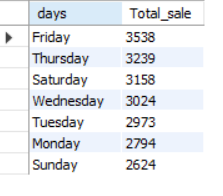 days Total_sale
Friday 3538
Thursday 3239
Saturday 3158
Wednesday 3024
Tuesday 2973
Monday 2794
Sunday 2624